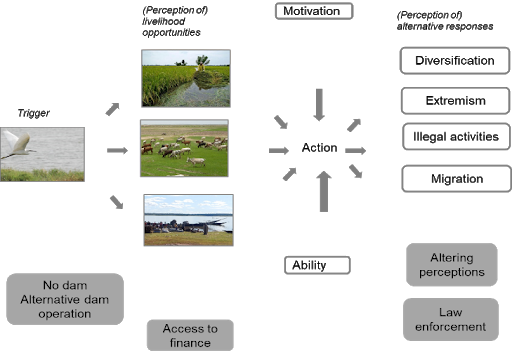 (Perception of)
livelihood
opportunities
Motivation
(Perception of)
alternative responses
Trigger
Diversification
Extremism
Action
Illegal activities
Migration
Ability
Altering
perceptions
No dam
Alternative dam
operation
Access to
finance
Law
enforcement